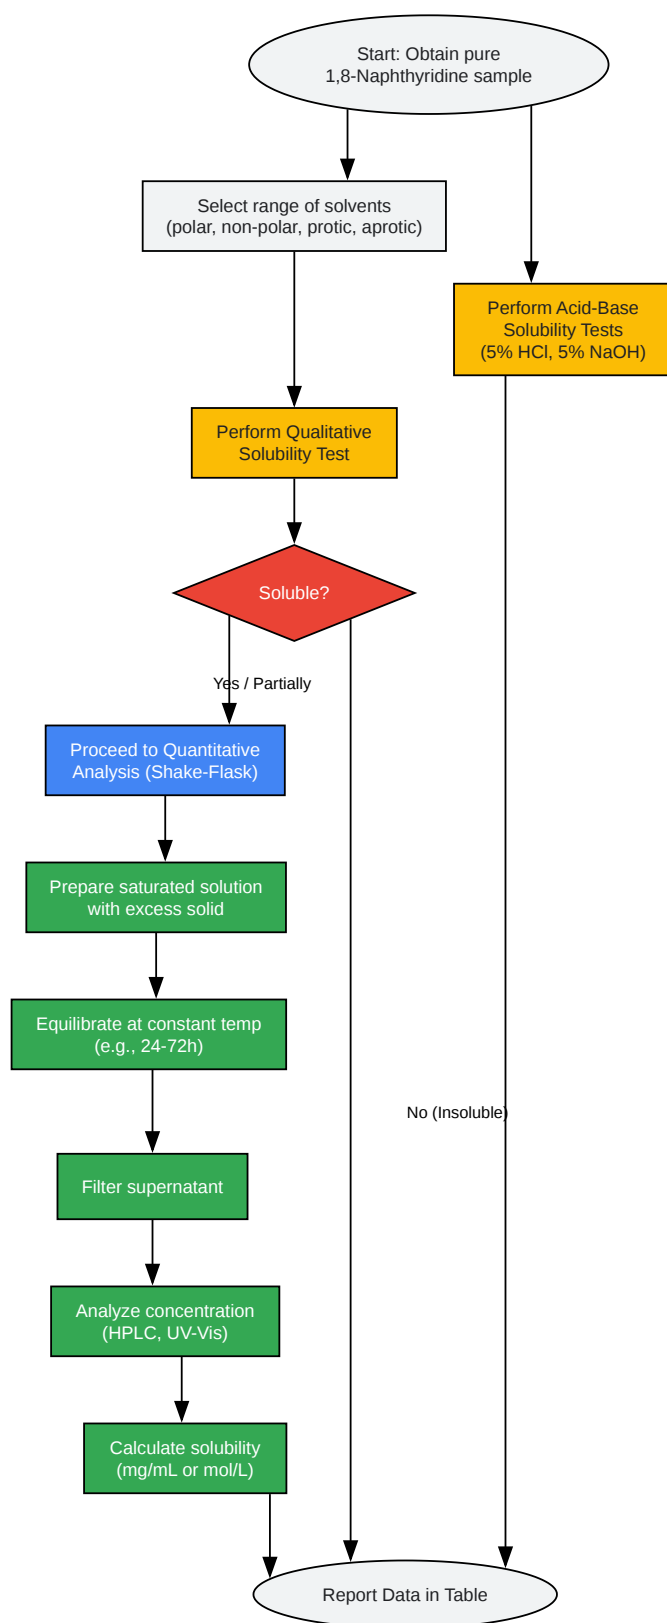 Start: Obtain pure
1,8-Naphthyridine sample
Select range of solvents
(polar, non-polar, protic, aprotic)
Perform Acid-Base
Solubility Tests
(5% HCl, 5% NaOH)
Perform Qualitative
Solubility Test
Soluble?
Yes / Partially
Proceed to Quantitative
Analysis (Shake-Flask)
Prepare saturated solution
with excess solid
Equilibrate at constant temp
(e.g., 24-72h)
No (Insoluble)
Filter supernatant
Analyze concentration
(HPLC, UV-Vis)
Calculate solubility
(mg/mL or mol/L)
Report Data in Table